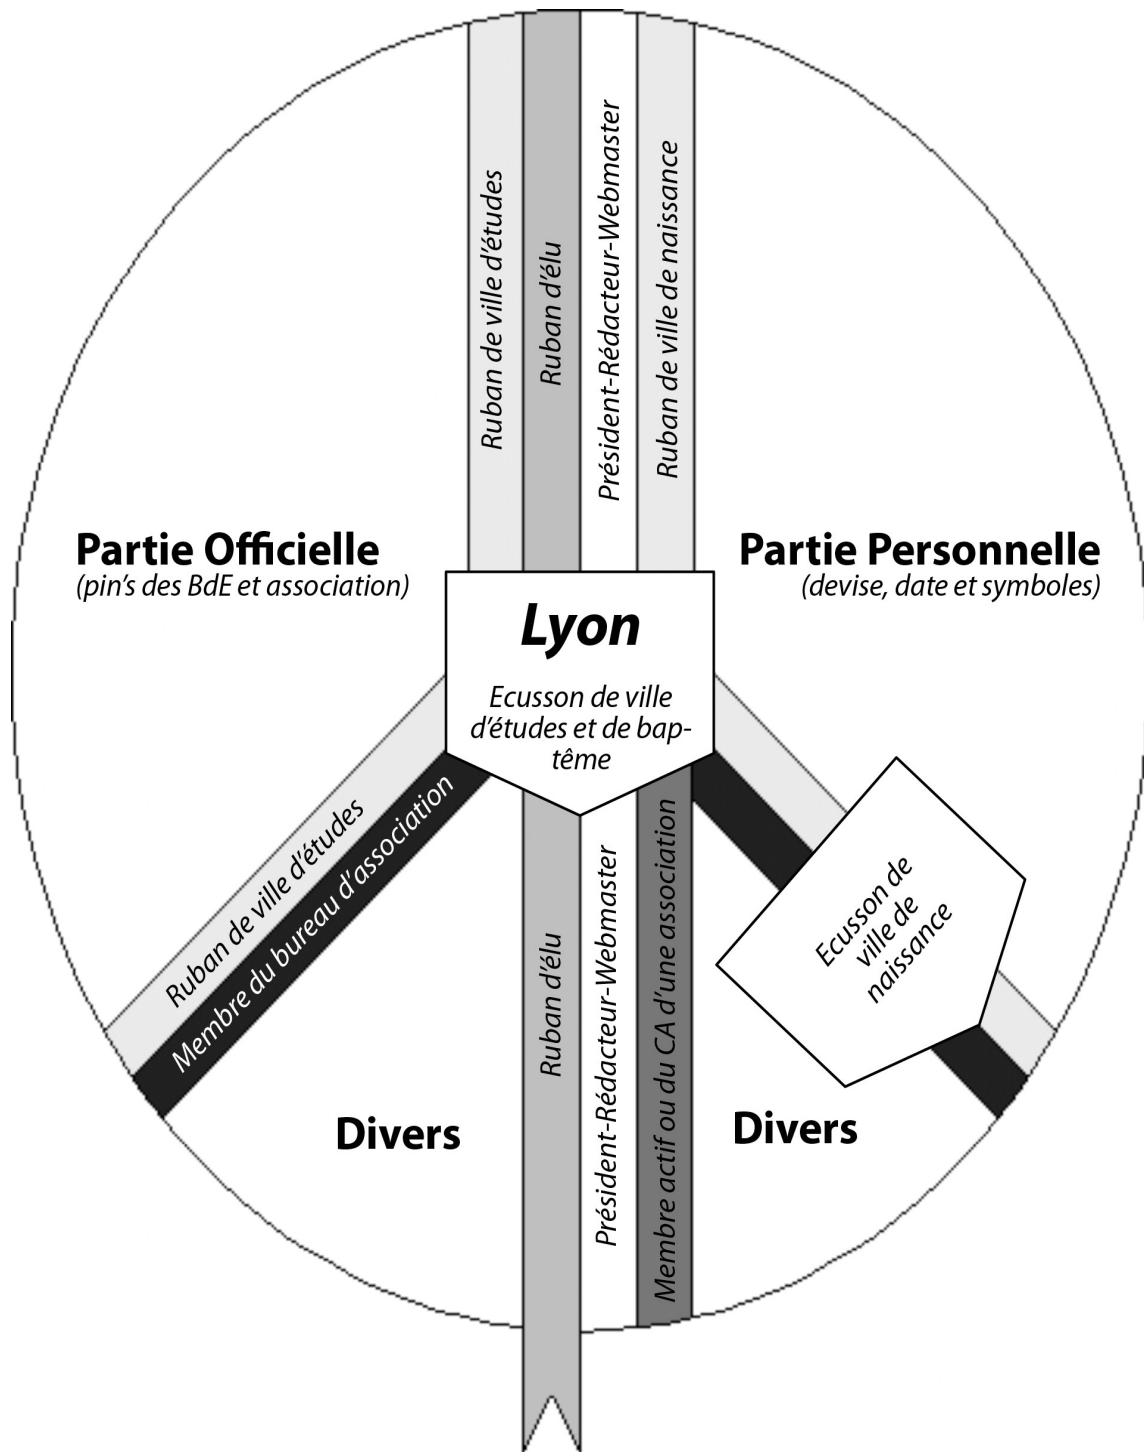 Ruban de ville d'études
Ruban d'élu
Président-Rédacteur-Webmaster
Ruban de ville de naissance
Partie Officielle
(pin's des BdE et association)
Partie Personnelle
(devise, date et symboles)
Lyon
Ecusson de ville
d'études et de bap-
tême
Ruban de ville d'études
Membre du bureau d'association
Ruban d'élu
Président-Rédacteur-Webmaster
Membre actif ou du CA d'une association
Ecusson de
ville de
naissance
Divers
Divers